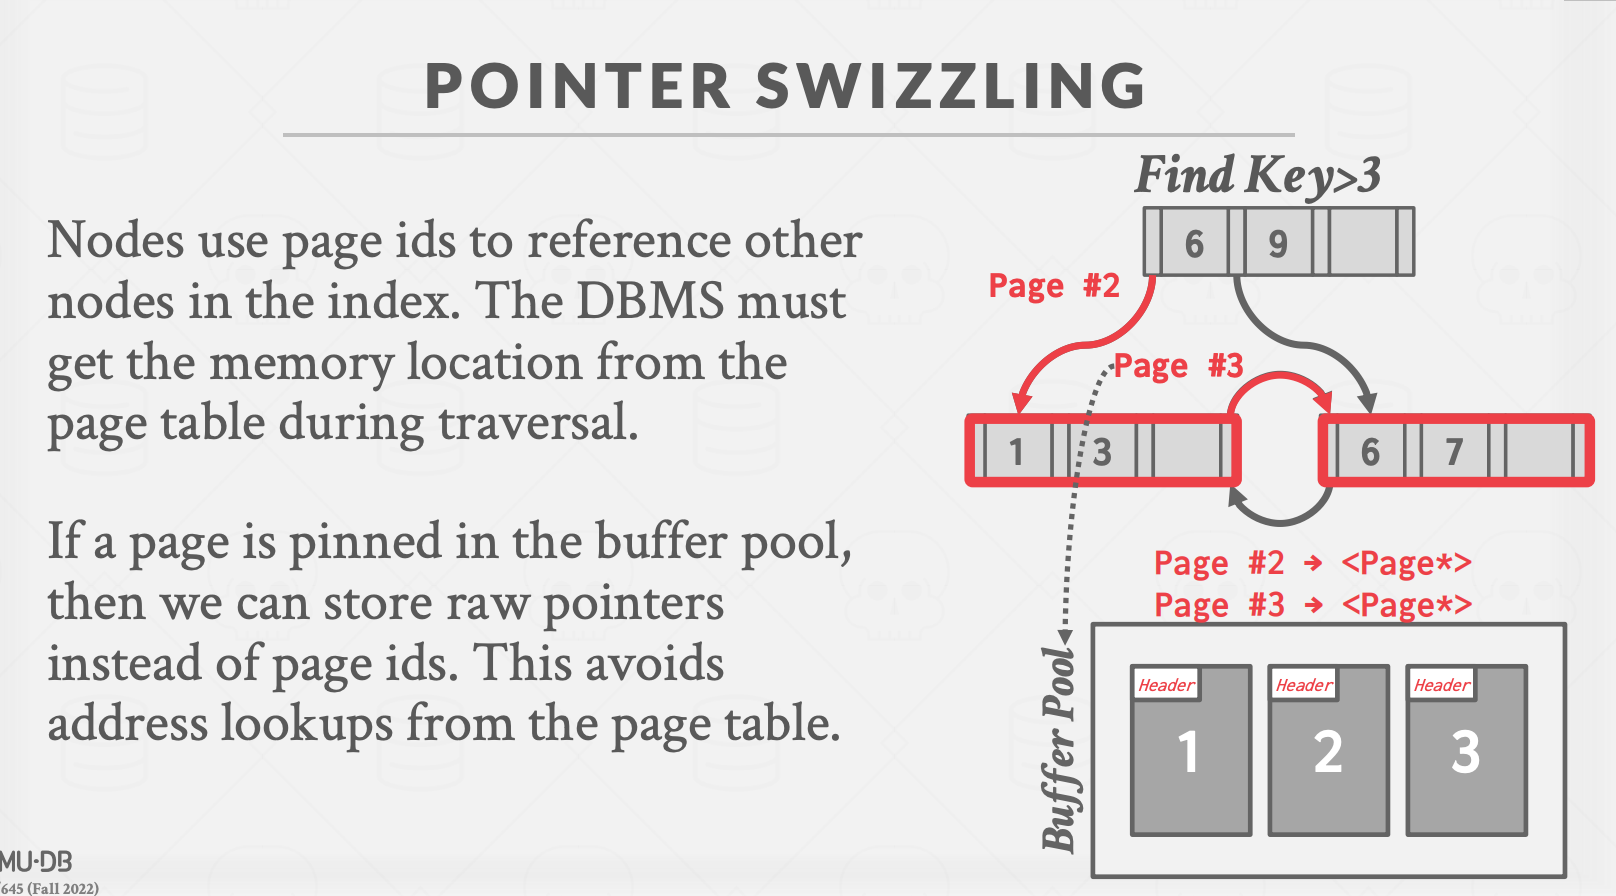 POINTER SWIZZLING
Nodes use page ids to reference other
nodes in the index. The DBMS must
get the memory location from the
page table during traversal.
If a page is pinned in the buffer pool,
then we can store raw pointers
instead of page ids. This avoids
address lookups from the page table.
Find Key>3
6 9
Page #2
Page #3
1 3
6 7
Page #2 → <Page*>
Page #3 → <Page*>
Buffer Pool
Header Header Header
1 2 3
MU·DB
645 (Fall 2022)